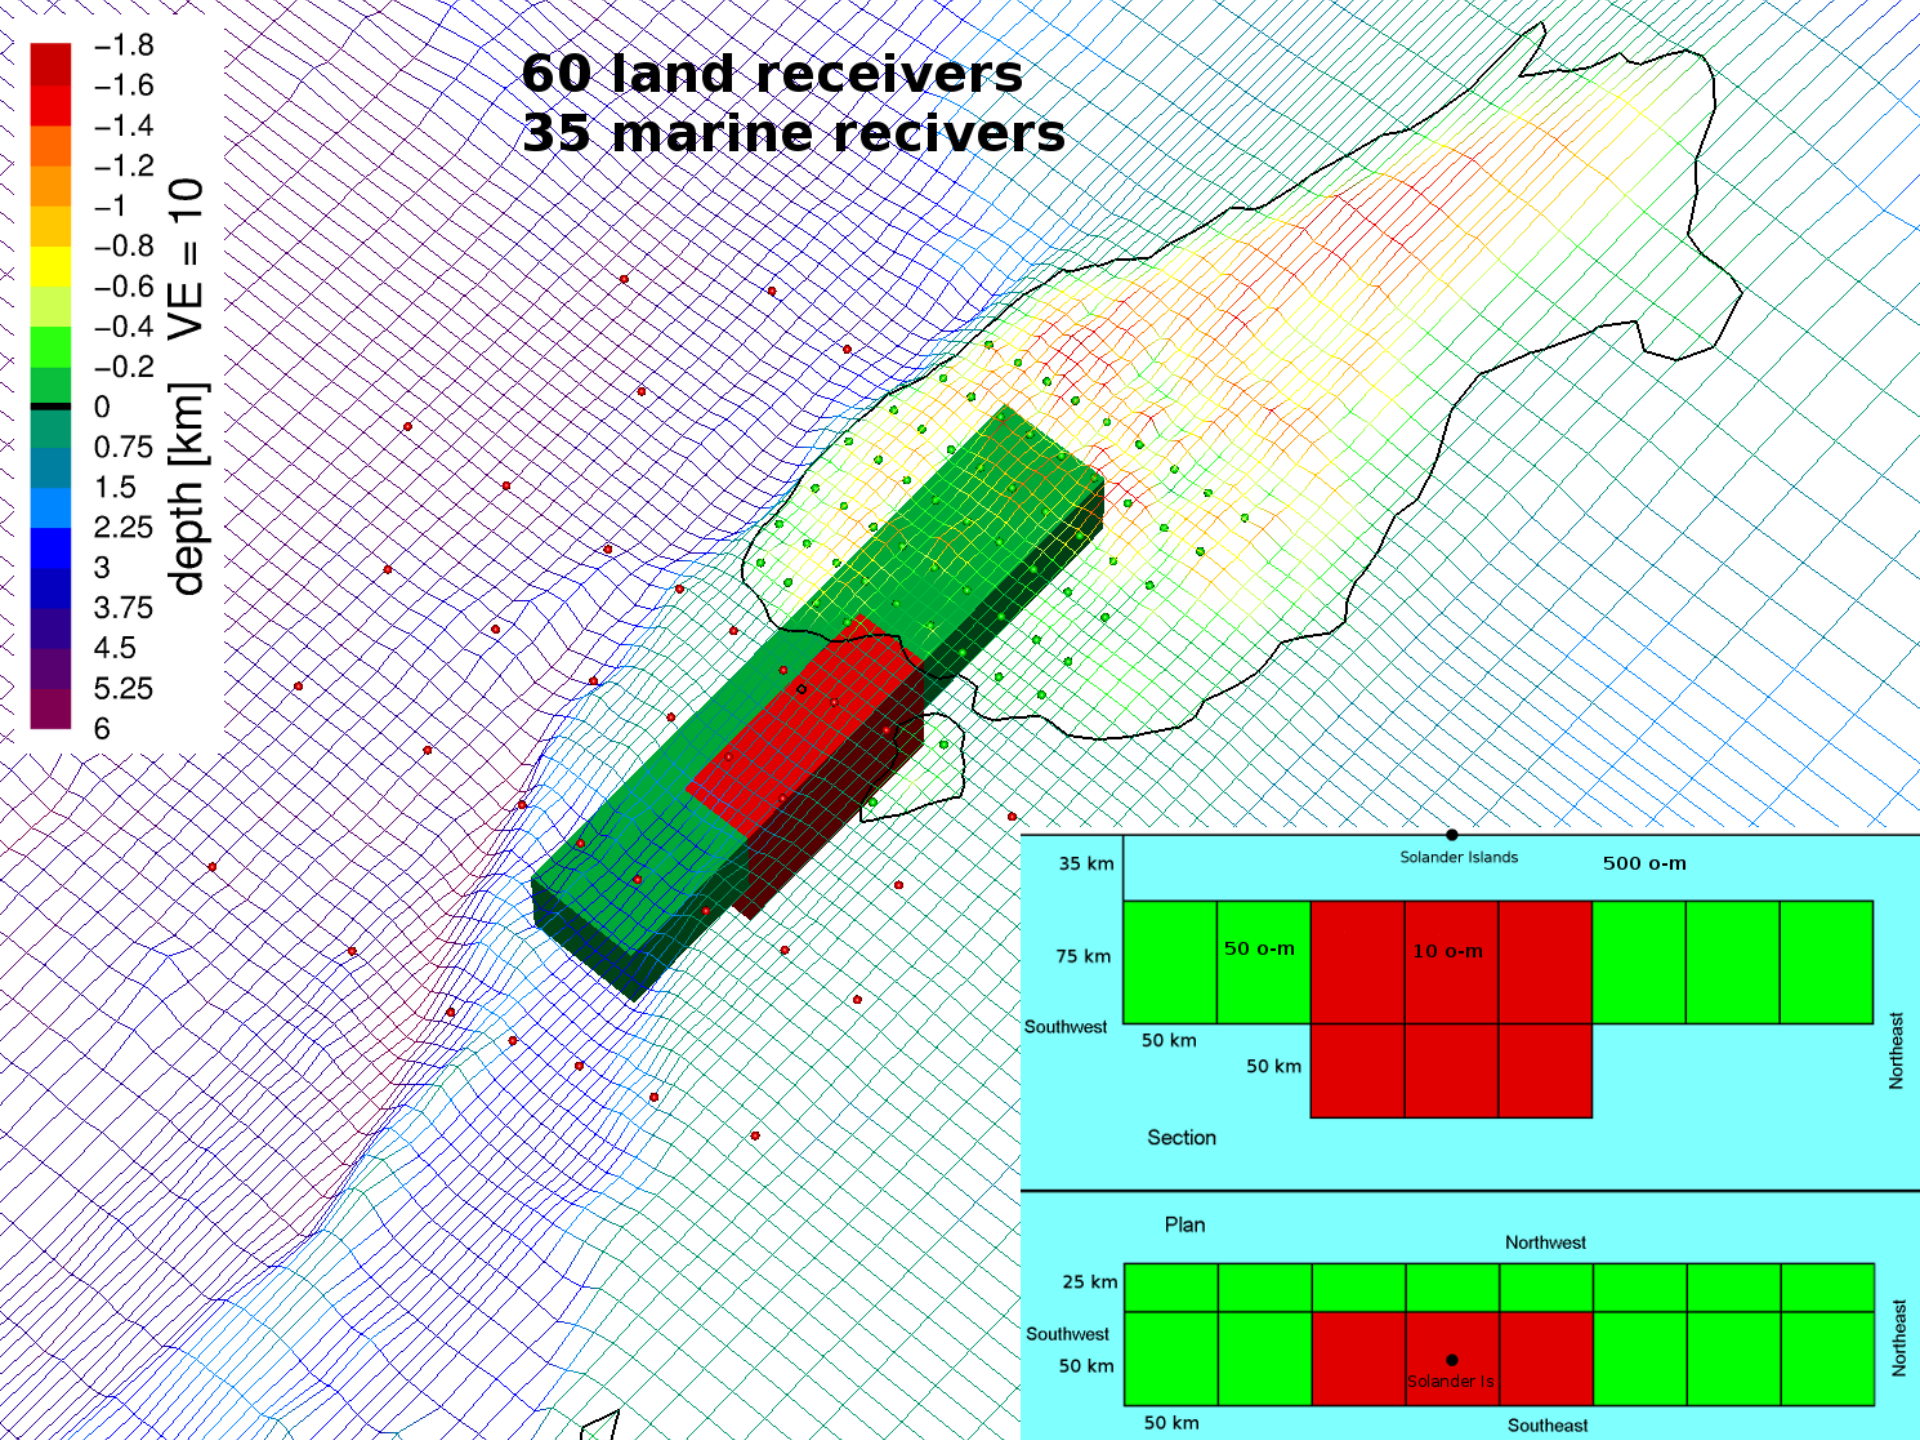 60 land receivers
35 marine recivers
−1.8
−1.6
−1.4
−1.2
−1
−0.8
−0.6
−0.4
−0.2
0
0.75
1.5
2.25
3
3.75
4.5
5.25
6
depth [km] VE = 10
Solander Islands
500 o-m
35 km
50 o-m
10 o-m
75 km
Southwest
50 km
50 km
Northeast
Section
Plan
Northwest
25 km
Southwest
50 km
Solander Is
Northeast
50 km
Southeast